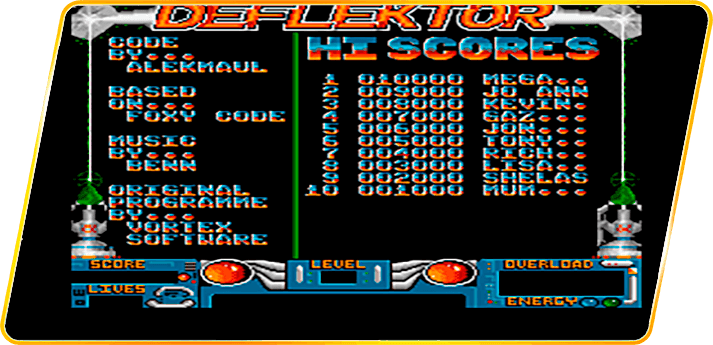 DEFLEKTOR
CODE
BY...
ALEKMAUL
BASED
ON...
FOXY CODE
MUSIC
BY...
BENN
ORIGINAL
PROGRAMME
BY...
VORTEX
SOFTWARE
HI SCORES
1 010000 MEGA..
2 009000 JO ANN
3 008000 KEVIN.
4 007000 GAZ...
5 006000 JON...
6 005000 TONY..
7 004000 RICH..
8 003000 LISA..
9 002000 SHELAS
10 001000 MUM...
SCORE
LIVES
LEVEL
OVERLOAD
ENERGY